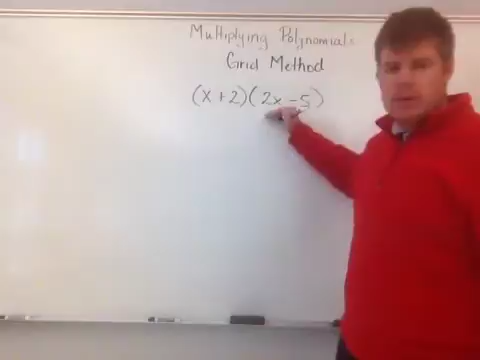 Multiplying Polynomials
Grid Method
(x + 2)(2x - 5)